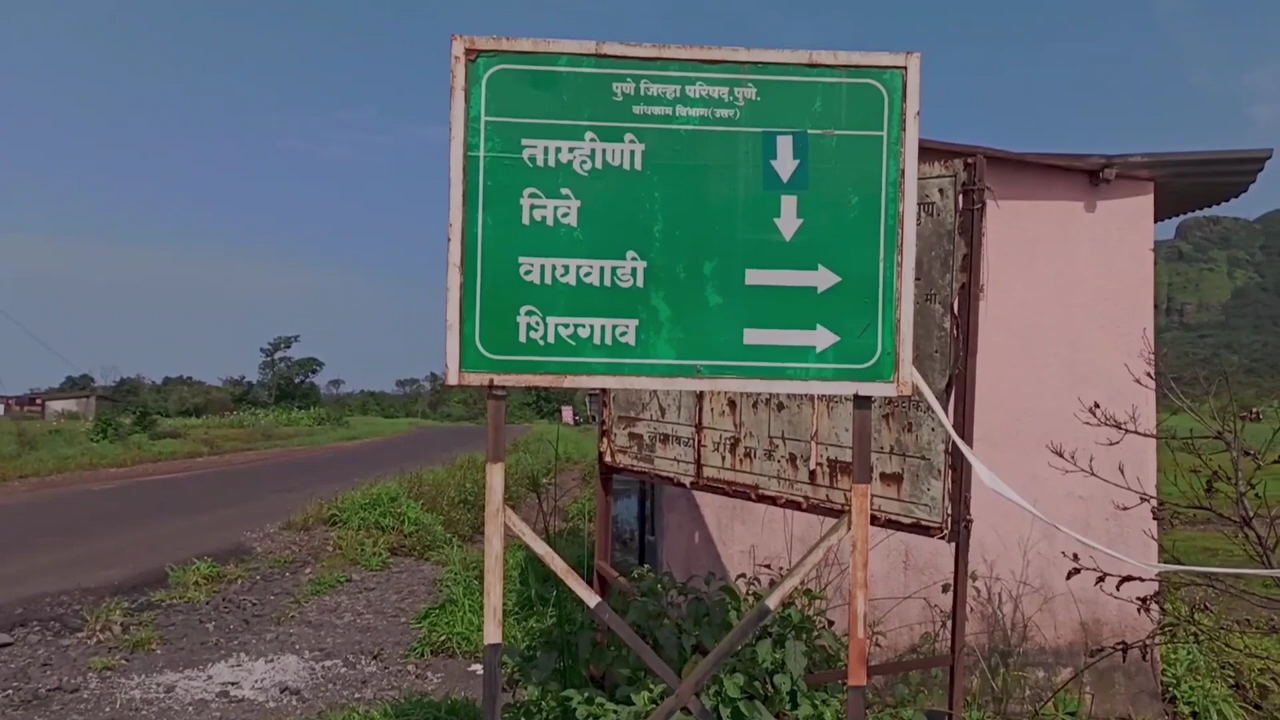 पुणे जिल्हा परिषद,पुणे.
बांधकाम विभाग(उत्तर)
ताम्हीणी
निवे
वाघवाडी
शिरगाव